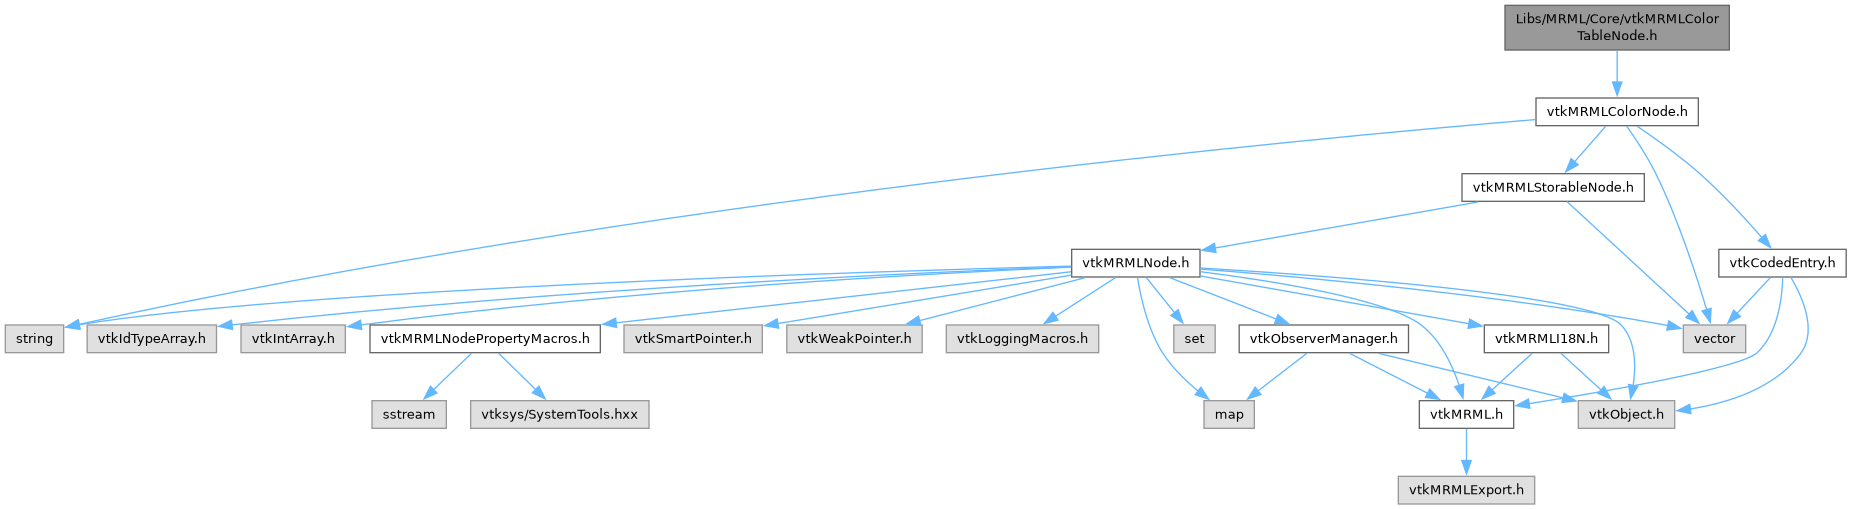 Libs/MRML/Core/vtkMRMLColor
TableNode.h
vtkMRMLColorNode.h
vtkMRMLStorableNode.h
vtkMRMLNode.h
vtkCodedEntry.h
string
vtkIdTypeArray.h
vtkIntArray.h
vtkMRMLNodePropertyMacros.h
vtkSmartPointer.h
vtkWeakPointer.h
vtkLoggingMacros.h
set
vtkObserverManager.h
vtkMRMLI18N.h
vector
sstream
vtksys/SystemTools.hxx
map
vtkMRML.h
vtkObject.h
vtkMRMLExport.h